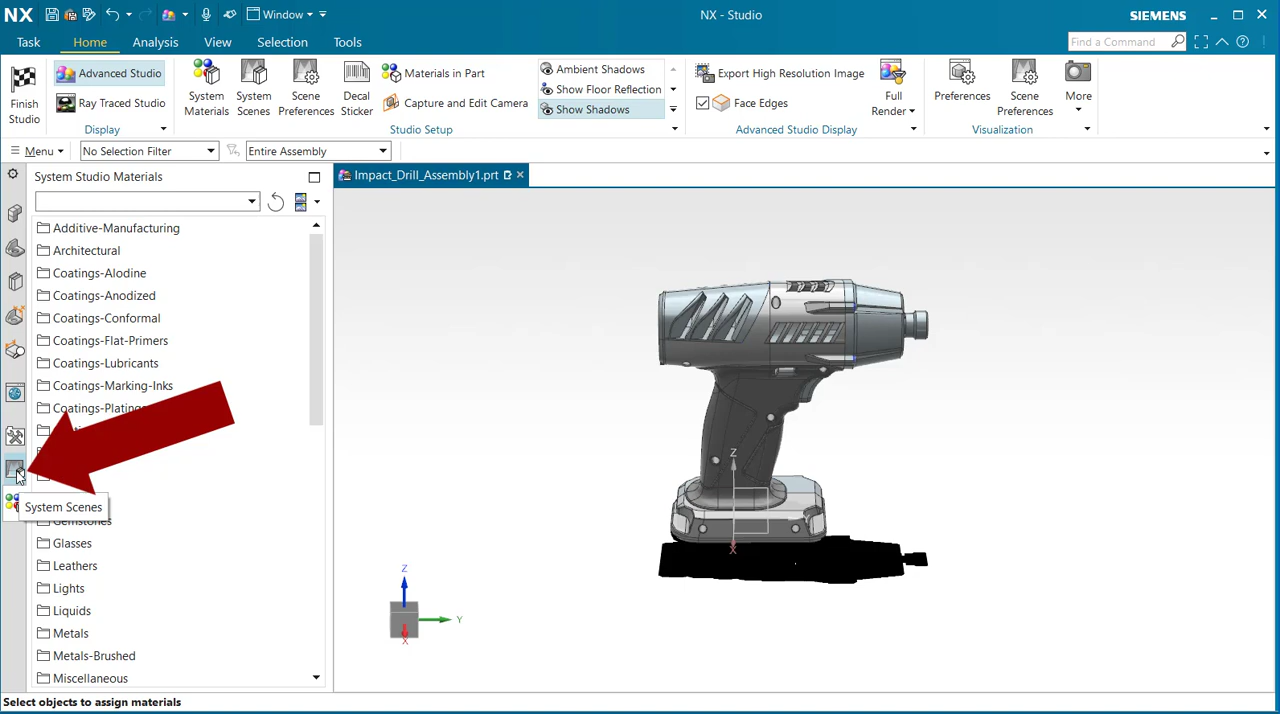 NX
Window
NX - Studio
SIEMENS
Task
Home
Analysis
View
Selection
Tools
Find a Command
Finish
Studio
Advanced Studio
Ray Traced Studio
Display
System
Materials
System
Scenes
Scene
Preferences
Decal
Sticker
Materials in Part
Capture and Edit Camera
Studio Setup
Ambient Shadows
Show Floor Reflection
Show Shadows
Export High Resolution Image
Face Edges
Full
Render
Advanced Studio Display
Preferences
Scene
Preferences
More
Visualization
Menu
No Selection Filter
Entire Assembly
System Studio Materials
Impact_Drill_Assembly1.prt
Additive-Manufacturing
Architectural
Coatings-Alodine
Coatings-Anodized
Coatings-Conformal
Coatings-Flat-Primers
Coatings-Lubricants
Coatings-Marking-Inks
System Scenes
Gemstones
Glasses
Leathers
Lights
Liquids
Metals
Metals-Brushed
Miscellaneous
Z
X
Z
Y
X
Select objects to assign materials